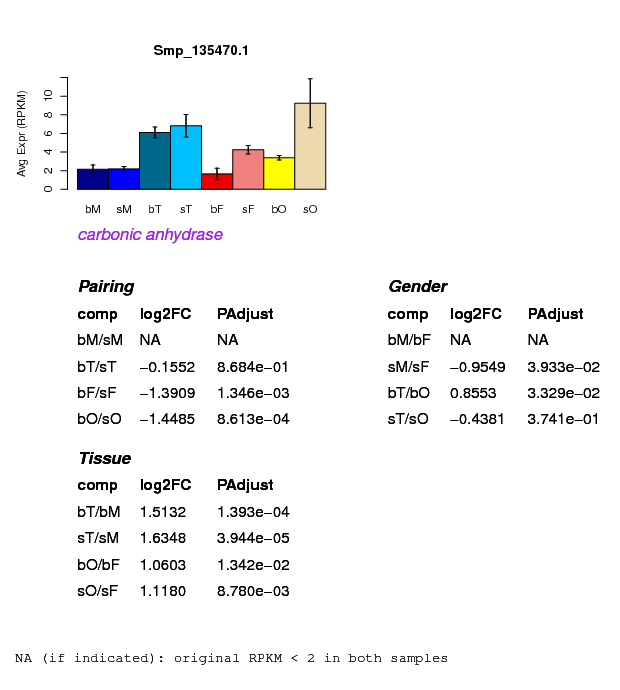 Smp_135470.1
Avg Expr (RPKM)
0 2 4 6 8 10
bM sM bT sT bF sF bO sO
carbonic anhydrase
Pairing
comp log2FC PAdjust
bM/sM NA NA
bT/sT −0.1552 8.684e−01
bF/sF −1.3909 1.346e−03
bO/sO −1.4485 8.613e−04
Gender
comp log2FC PAdjust
bM/bF NA NA
sM/sF −0.9549 3.933e−02
bT/bO 0.8553 3.329e−02
sT/sO −0.4381 3.741e−01
Tissue
comp log2FC PAdjust
bT/bM 1.5132 1.393e−04
sT/sM 1.6348 3.944e−05
bO/bF 1.0603 1.342e−02
sO/sF 1.1180 8.780e−03
NA (if indicated): original RPKM < 2 in both samples